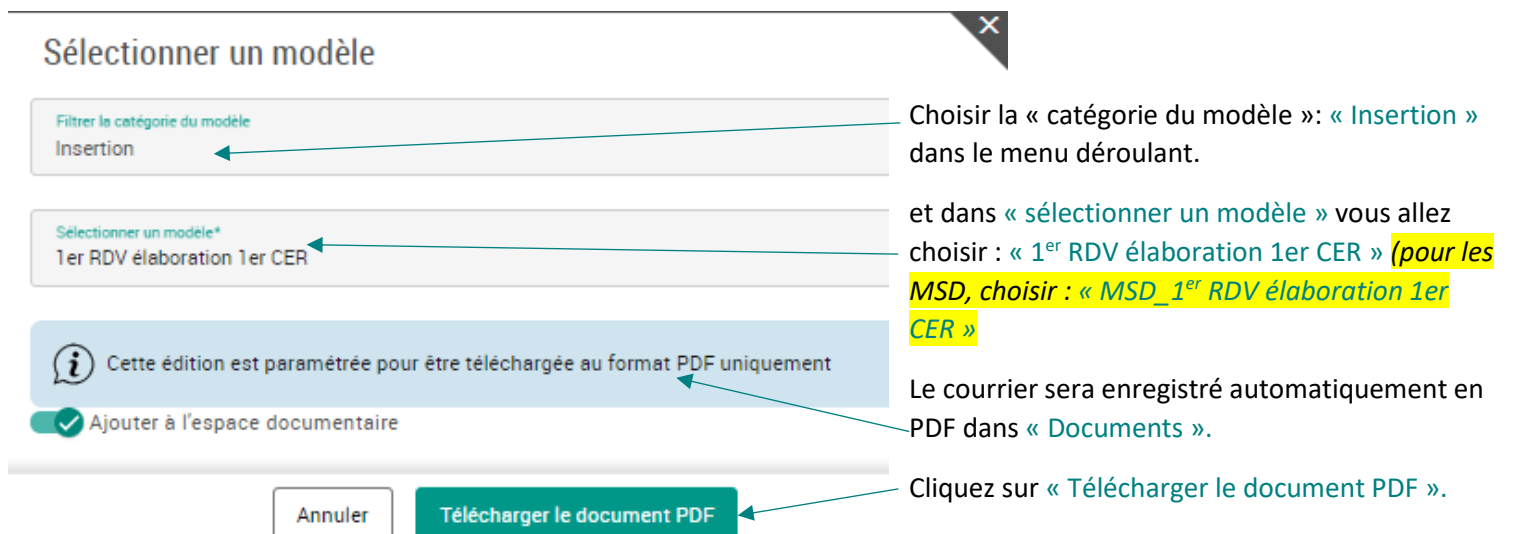 Sélectionner un modèle
Filtrer la catégorie du modèle
Insertion
Sélectionner un modèle*
1er RDV élaboration 1er CER
Cette édition est paramétrée pour être téléchargée au format PDF uniquement
Ajouter à l'espace documentaire
Annuler
Télécharger le document PDF
Choisir la « catégorie du modèle »: « Insertion »
dans le menu déroulant.
et dans « sélectionner un modèle » vous allez
choisir : « 1er RDV élaboration 1er CER » (pour les
MSD, choisir : « MSD_1er RDV élaboration 1er
CER »
Le courrier sera enregistré automatiquement en
PDF dans « Documents ».
Cliquez sur « Télécharger le document PDF ».